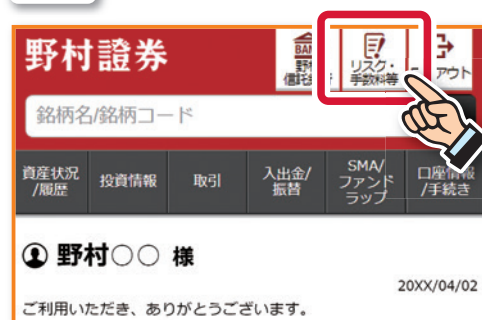 野村證券
BAN
野
信託
リスク・
手数料等
アウト
銘柄名/銘柄コード
資産状況
/履歴
投資情報
取引
入出金/
振替
SMA/
ファンド
ラップ
口座情報
/手続き
野村○○ 様
20XX/04/02
ご利用いただき、ありがとうございます。